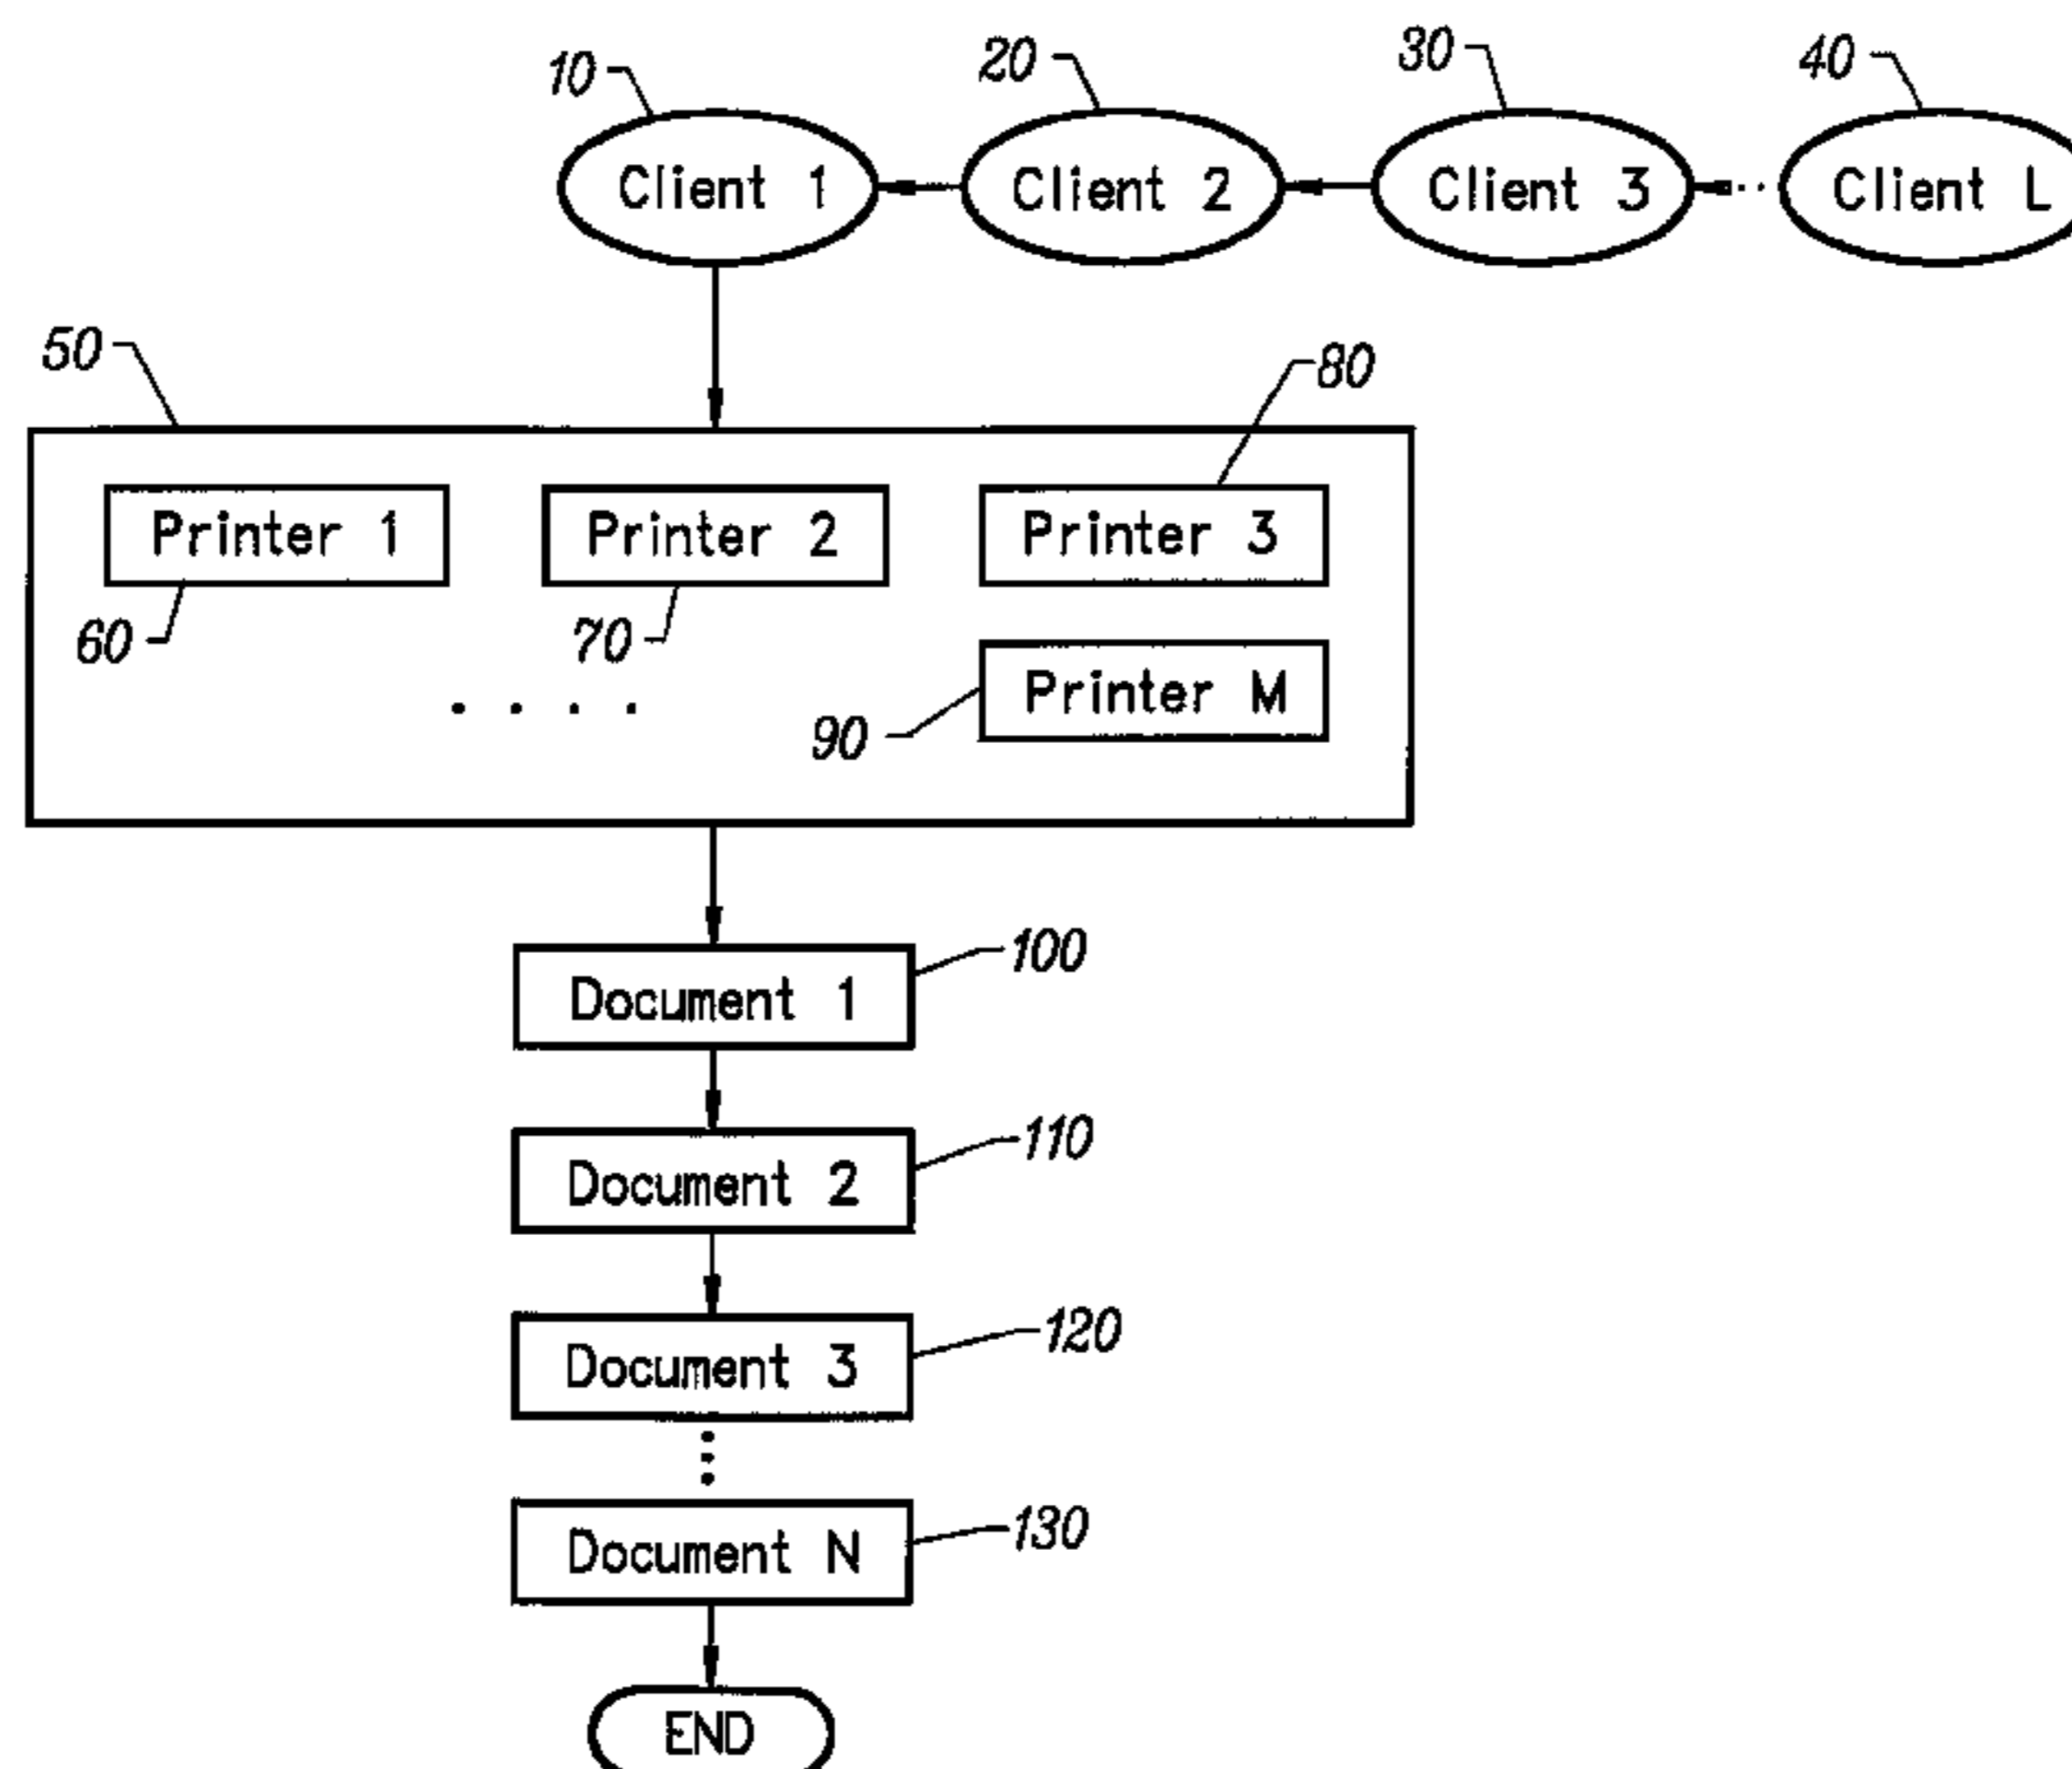 10 20 30 40
Client 1 Client 2 Client 3 Client L
50 80
Printer 1 Printer 2 Printer 3
60 70
Printer M
90
100
Document 1
110
Document 2
120
Document 3
130
Document N
END